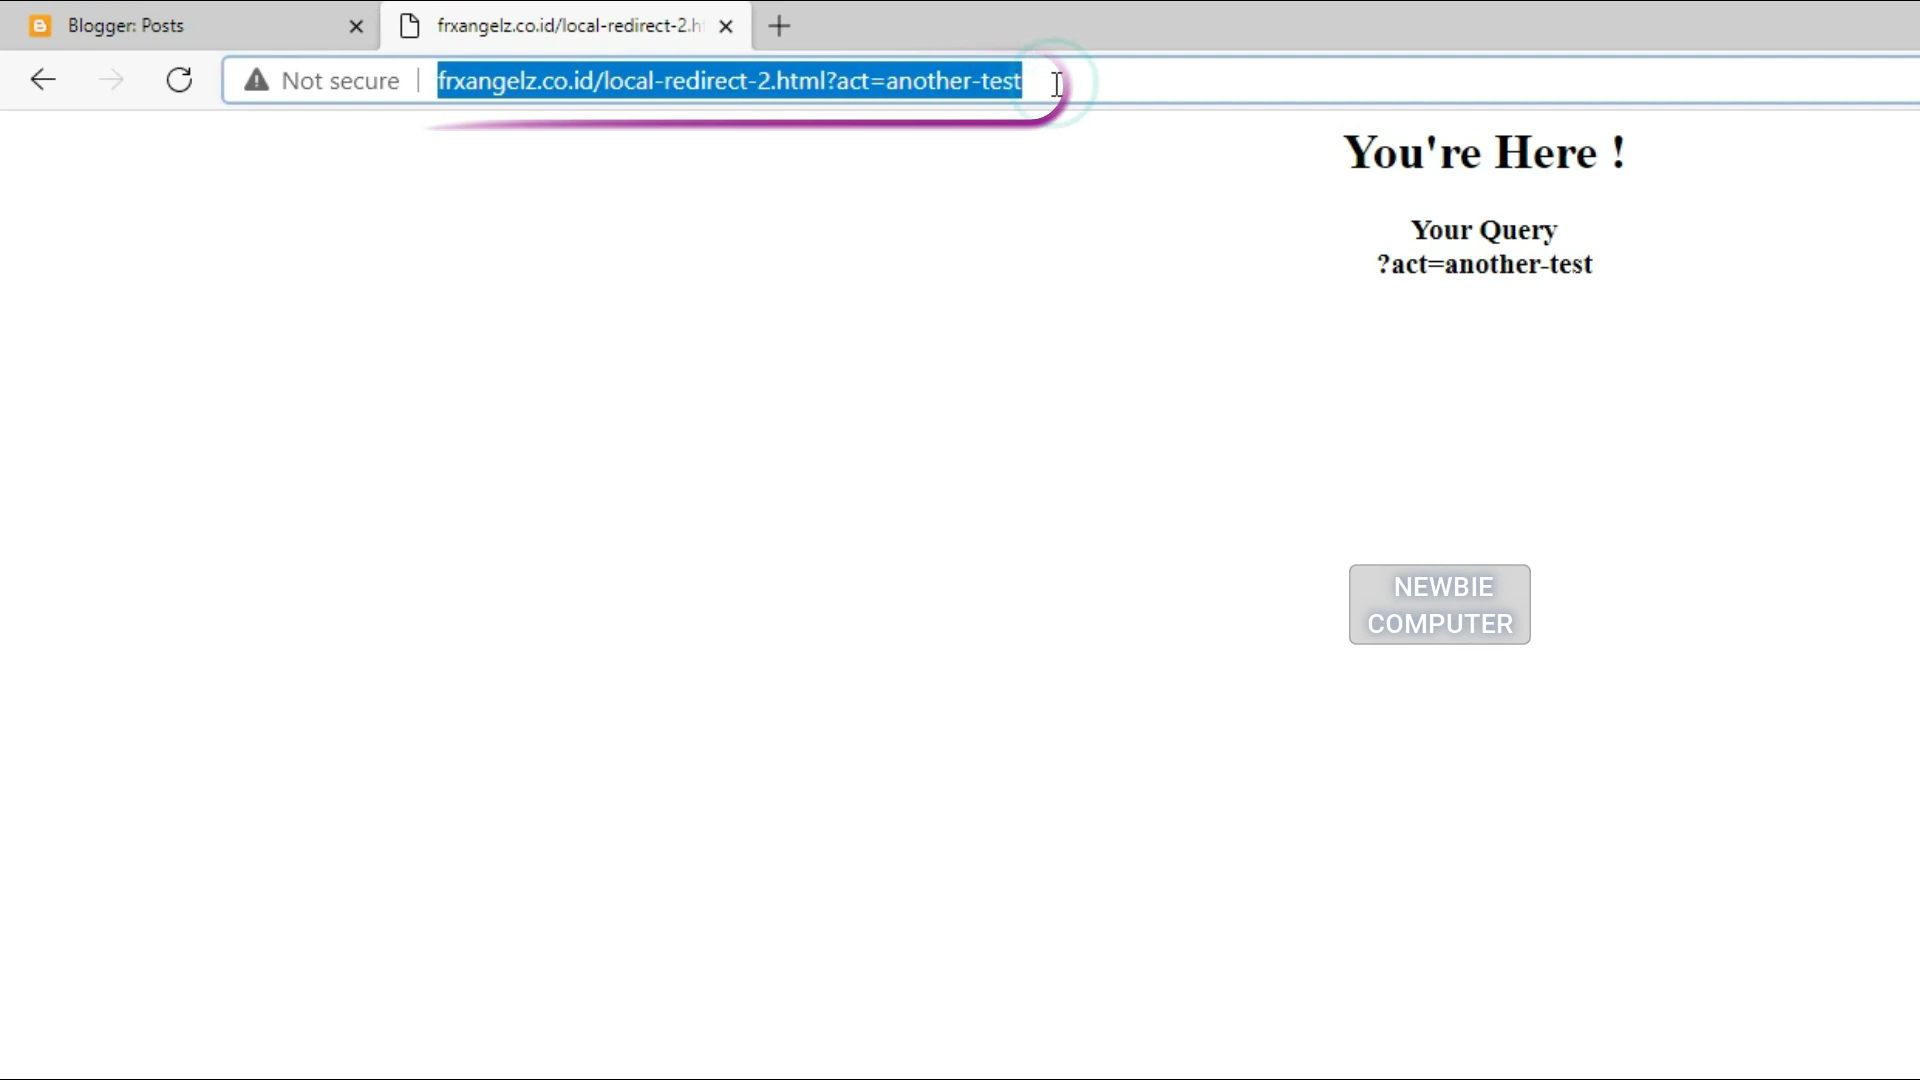 Blogger: Posts
frxangelz.co.id/local-redirect-2.h
Not secure
frxangelz.co.id/local-redirect-2.html?act=another-test
You're Here !
Your Query
?act=another-test
NEWBIE
COMPUTER